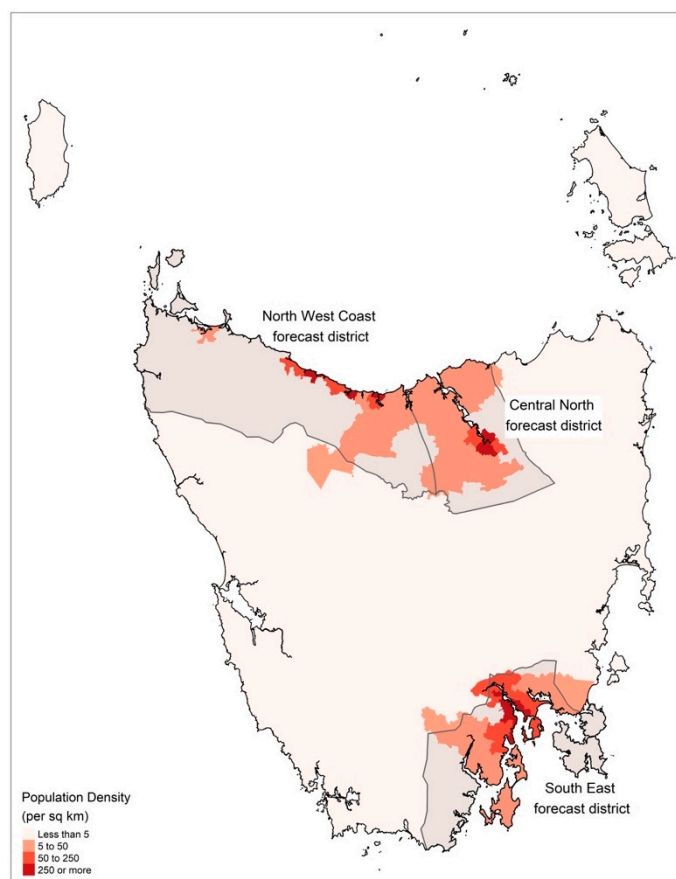 North West Coast
forecast district
Central North
forecast district
South East
forecast district
Population Density
(per sq km)
Less than 5
5 to 50
50 to 250
250 or more